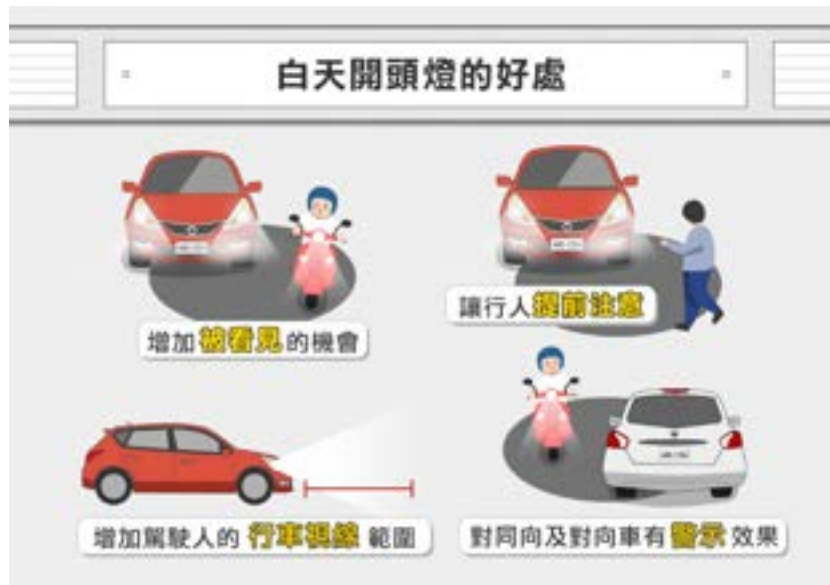 白天開頭燈的好處
增加被看見的機會
讓行人提前注意
增加駕駛人的 行車視線 範圍
對同向及對向車有警示效果